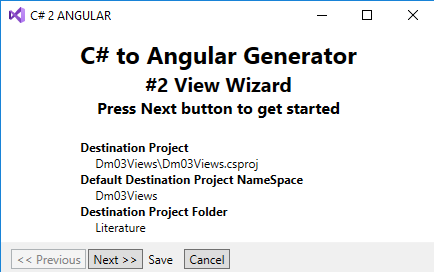 C# 2 ANGULAR
C# to Angular Generator
#2 View Wizard
Press Next button to get started
Destination Project
Dm03Views\Dm03Views.csproj
Default Destination Project NameSpace
Dm03Views
Destination Project Folder
Literature
<< Previous Next >> Save Cancel